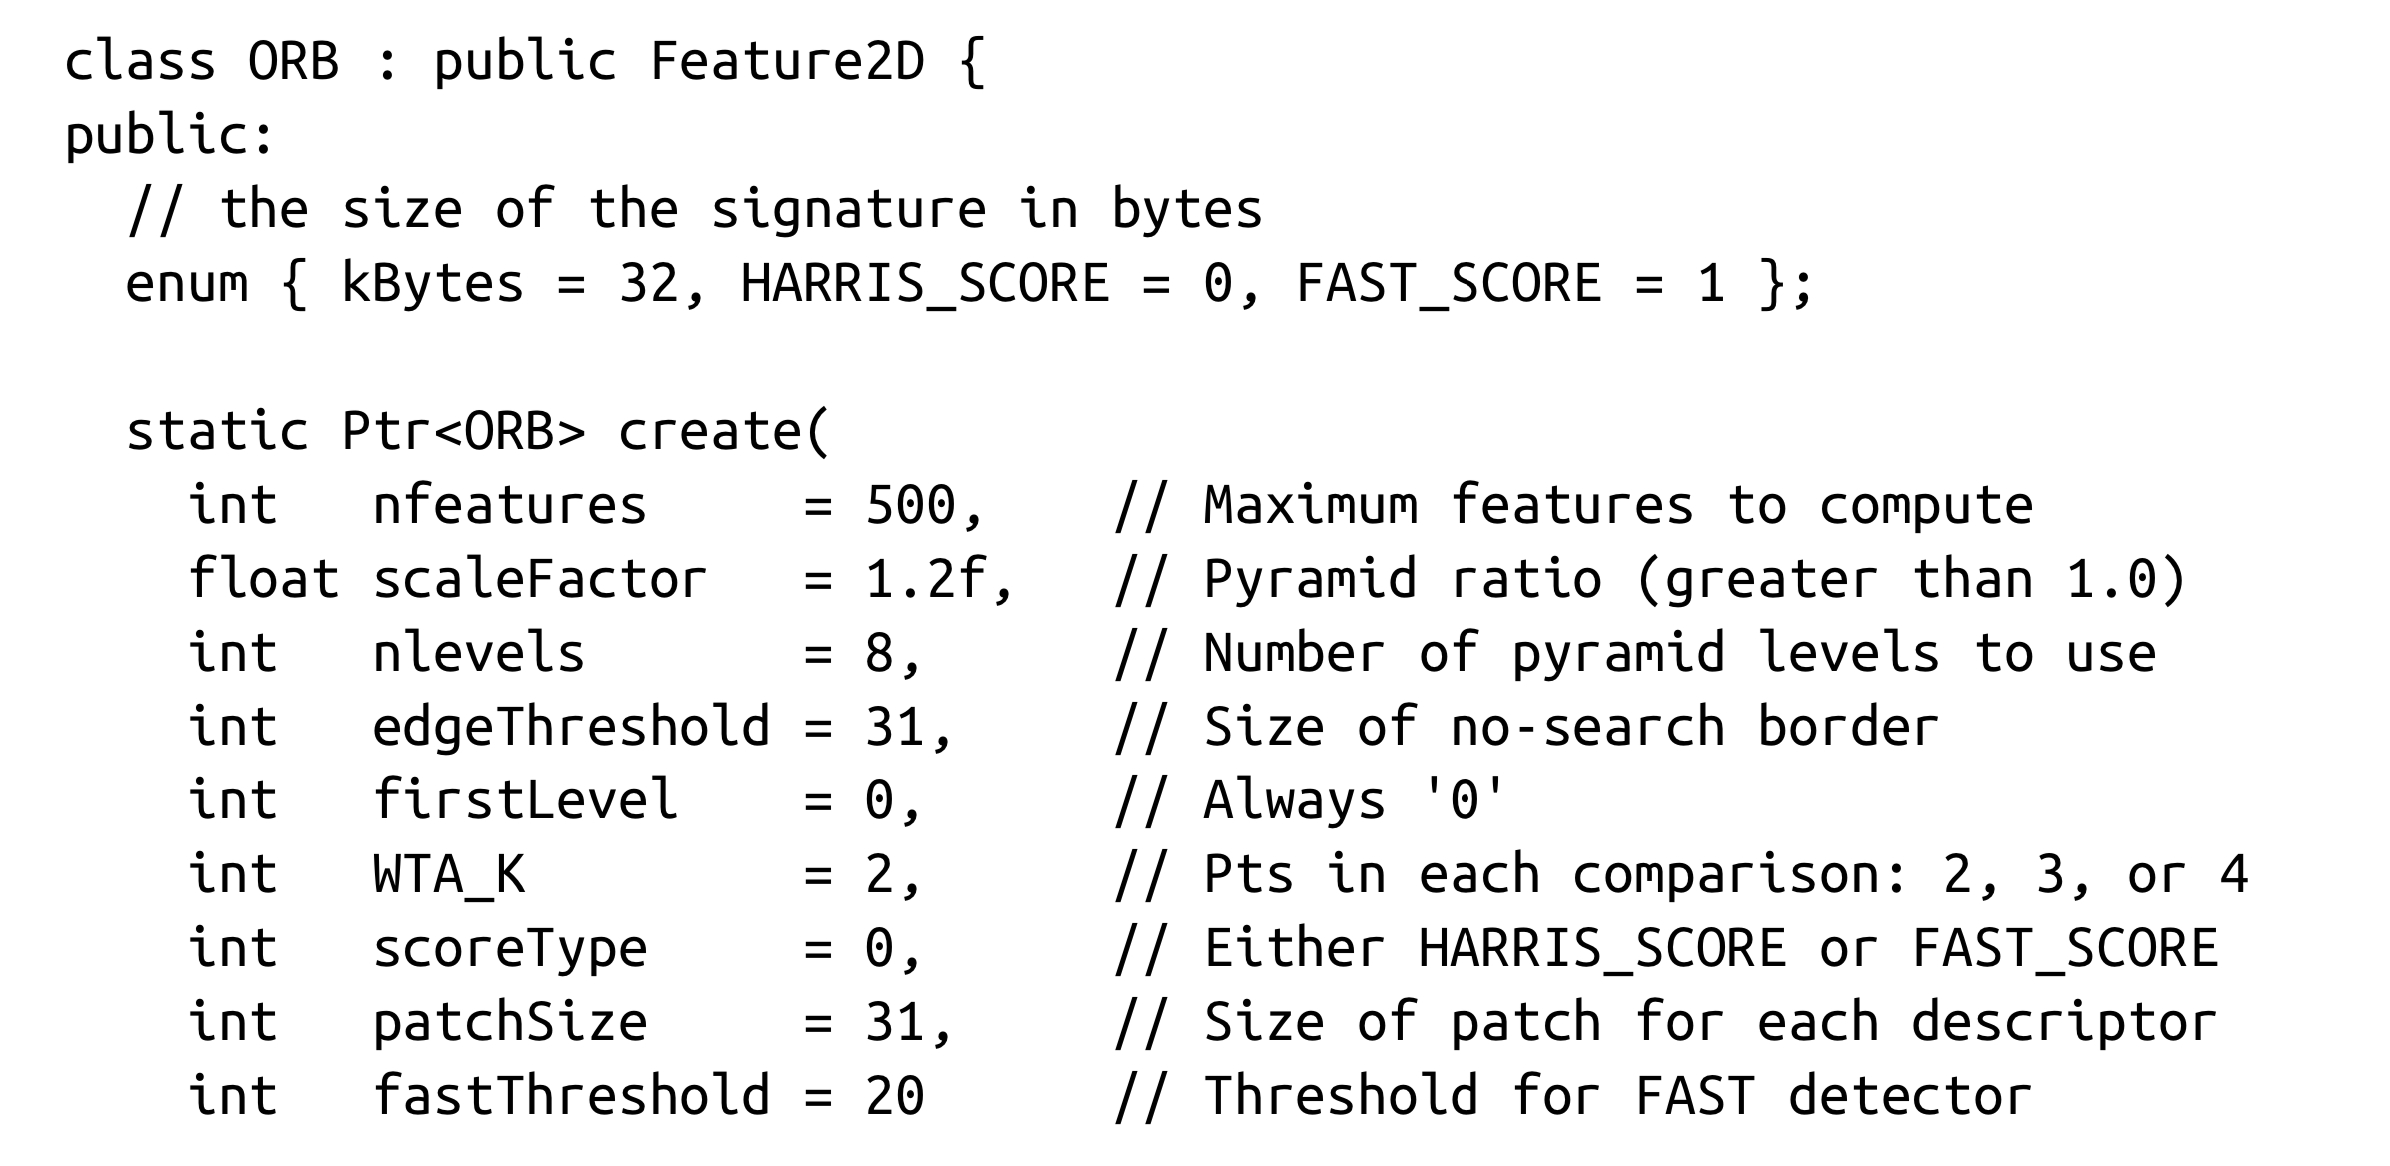 class ORB : public Feature2D {
public:
  // the size of the signature in bytes
  enum { kBytes = 32, HARRIS_SCORE = 0, FAST_SCORE = 1 };

  static Ptr<ORB> create(
    int   nfeatures     = 500,    // Maximum features to compute
    float scaleFactor   = 1.2f,   // Pyramid ratio (greater than 1.0)
    int   nlevels       = 8,      // Number of pyramid levels to use
    int   edgeThreshold = 31,     // Size of no-search border
    int   firstLevel    = 0,      // Always '0'
    int   WTA_K         = 2,      // Pts in each comparison: 2, 3, or 4
    int   scoreType     = 0,      // Either HARRIS_SCORE or FAST_SCORE
    int   patchSize     = 31,     // Size of patch for each descriptor
    int   fastThreshold = 20      // Threshold for FAST detector